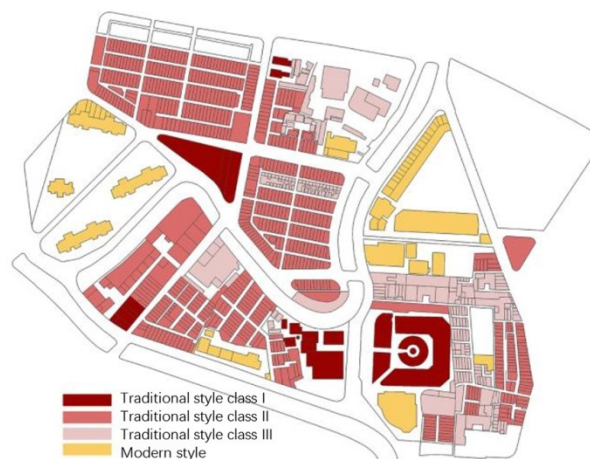 Traditional style class I
Traditional style class II
Traditional style class III
Modern style